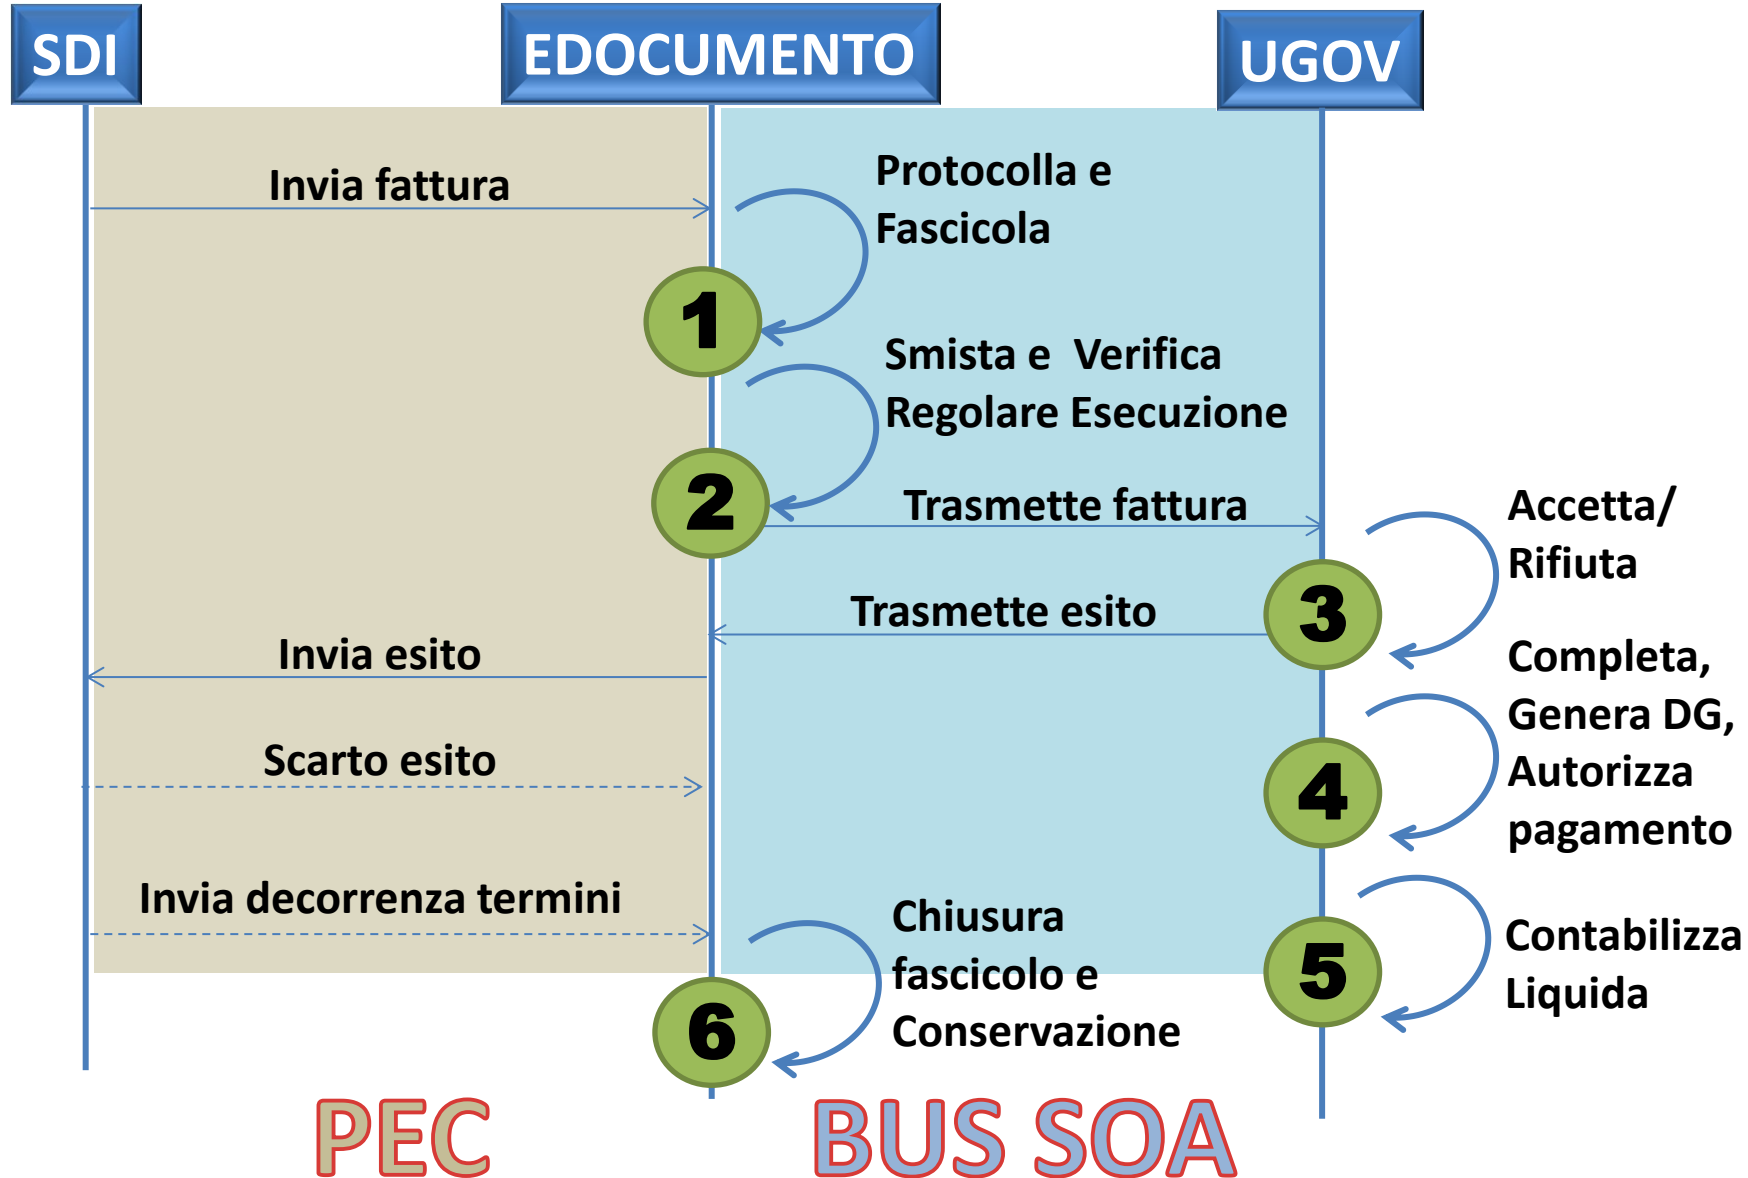 SDI
EDOCUMENTO
UGOV
Invia fattura
Protocolla e
Fascicola
1
Smista e  Verifica
Regolare Esecuzione
2
Trasmette fattura
Accetta/
Rifiuta
3
Trasmette esito
Invia esito
Completa,
Genera DG,
Autorizza
pagamento
4
Scarto esito
Invia decorrenza termini
Chiusura
fascicolo e
Conservazione
Contabilizza
Liquida
5
6
PEC
BUS SOA